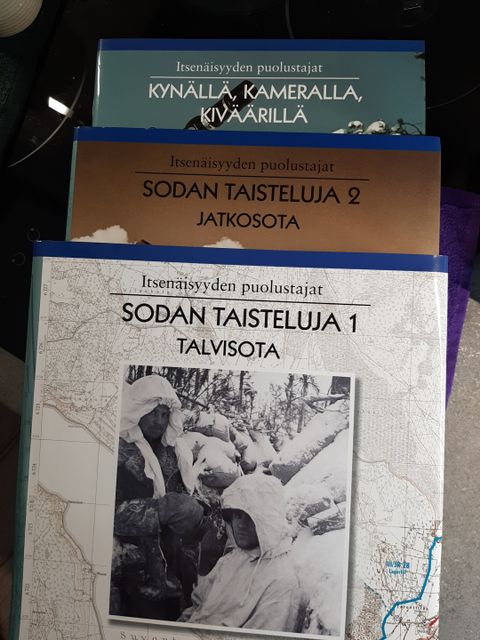 Itsenäisyyden puolustajat
KYNÄLLÄ, KAMERALLA,
KIVÄÄRILLÄ
Itsenäisyyden puolustajat
SODAN TAISTELUJA 2
JATKOSOTA
Itsenäisyyden puolustajat
SODAN TAISTELUJA 1
TALVISOTA